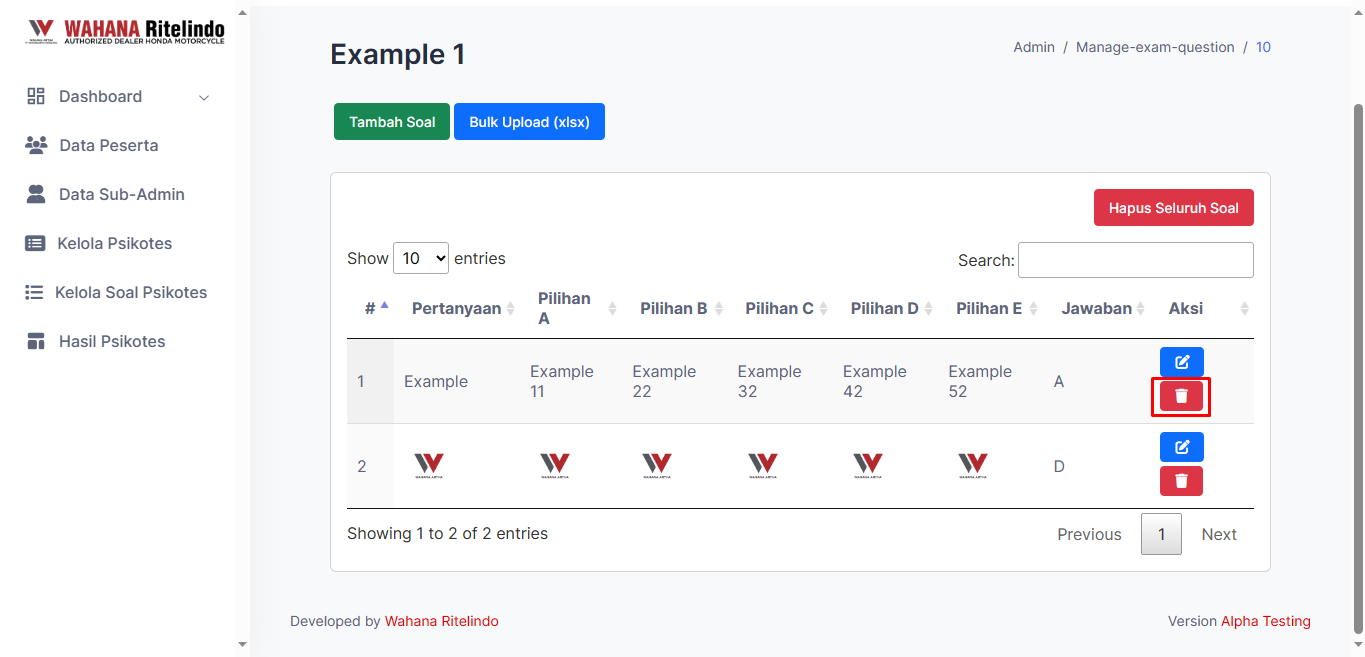 WAHANA Ritelindo
AUTHORIZED DEALER HONDA MOTORCYCLE
Dashboard
Data Peserta
Data Sub-Admin
Kelola Psikotes
Kelola Soal Psikotes
Hasil Psikotes
Example 1
Admin / Manage-exam-question / 10
Tambah Soal
Bulk Upload (xlsx)
Hapus Seluruh Soal
Show 10 entries
Search:
# Pertanyaan Pilihan A Pilihan B Pilihan C Pilihan D Pilihan E Jawaban Aksi
1 Example Example 11 Example 22 Example 32 Example 42 Example 52 A
2 D
Showing 1 to 2 of 2 entries
Previous 1 Next
Developed by Wahana Ritelindo
Version Alpha Testing